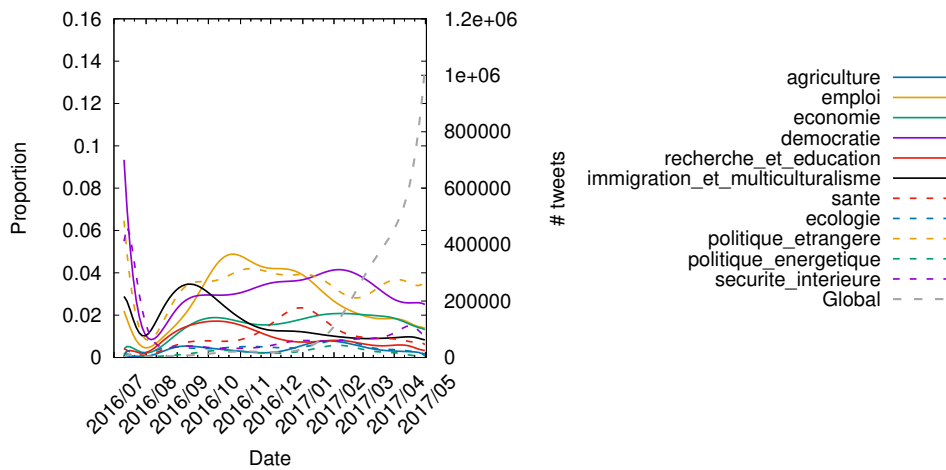 0.16
0.14
0.12
0.1
0.08
0.06
0.04
0.02
0
Proportion
1.2e+06
1e+06
800000
600000
400000
200000
0
# tweets
2016/07
2016/08
2016/09
2016/10
2016/11
2016/12
2017/01
2017/02
2017/03
2017/04
2017/05
Date
agriculture
emploi
economie
democratie
recherche_et_education
immigration_et_multiculturalisme
sante
ecologie
politique_etrangere
politique_energetique
securite_interieure
Global